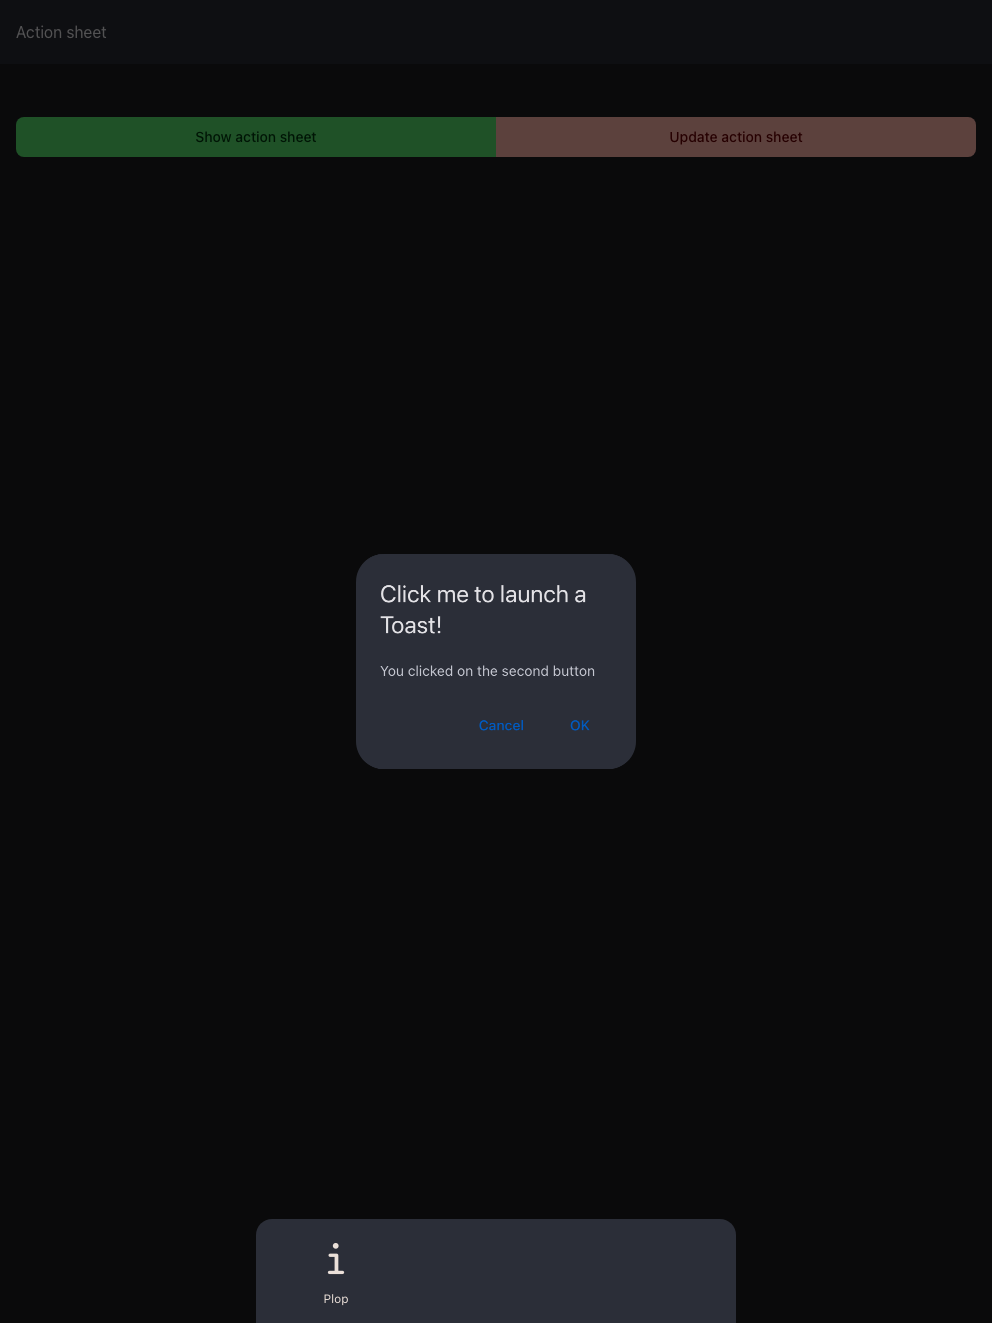 Action sheet
Show action sheet
Update action sheet
Click me to launch a
Toast!
You clicked on the second button
Cancel
OK
Plop